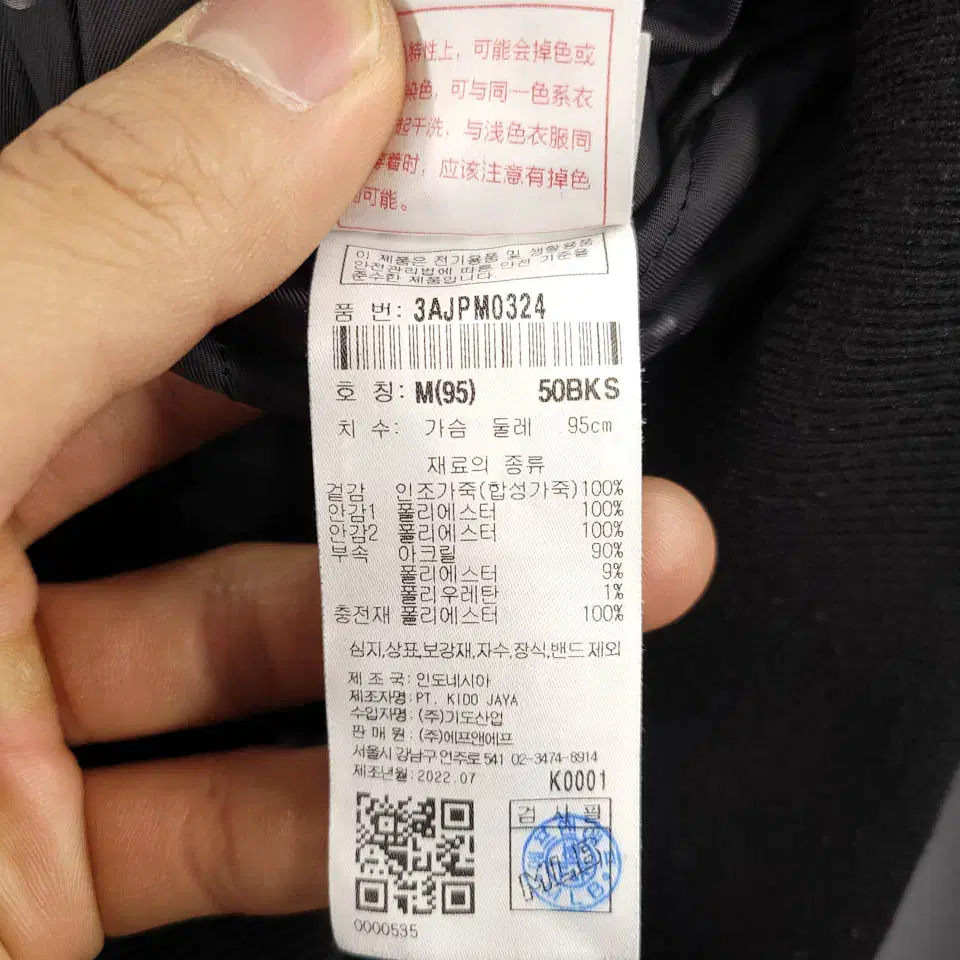 特性上，可能会掉色或
染色，可与同一色系衣
起干洗，与浅色衣服同
穿着时，应该注意有掉色
可能。
이 제품은 전기용품 및 생활용품
안전관리법에 따른 안전 기준을
준수한 제품입니다.
품 번: 3AJPM0324
호 칭: M(95) 50BKS
치 수: 가슴 둘레 95cm
재료의 종류
겉감 인조가죽(합성가죽)100%
안감1 폴리에스터 100%
안감2 폴리에스터 100%
부속 아크릴 90%
폴리에스터 9%
폴리우레탄 1%
충전재 폴리에스터 100%
심지,상표,보강재,자수,장식,밴드제외
제 조 국: 인도네시아
제조자명: PT. KIDO JAYA
수입자명: (주)기도산업
판 매 원: (주)에프앤에프
서울시 강남구 언주로 541 02-3474-8914
제조년월: 2022.07
K0001
검 사 필
MLB
0000535